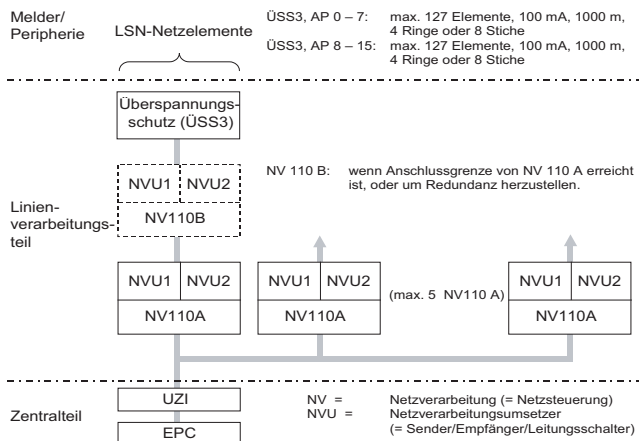 Melder/
Peripherie
LSN-Netzelemente
ÜSS3, AP 0 – 7: max. 127 Elemente, 100 mA, 1000 m,
4 Ringe oder 8 Stiche
ÜSS3, AP 8 – 15: max. 127 Elemente, 100 mA, 1000 m,
4 Ringe oder 8 Stiche
Überspannungs-
schutz (ÜSS3)
NVU1 NVU2
NV110B
NV 110 B: wenn Anschlussgrenze von NV 110 A erreicht
ist, oder um Redundanz herzustellen.
Linien-
verarbeitungs-
teil
NVU1 NVU2
NV110A
NVU1 NVU2
NV110A
(max. 5 NV110 A)
NVU1 NVU2
NV110A
Zentralteil
UZI
EPC
NV = Netzverarbeitung (= Netzsteuerung)
NVU = Netzverarbeitungsumsetzer
(= Sender/Empfänger/Leitungsschalter)